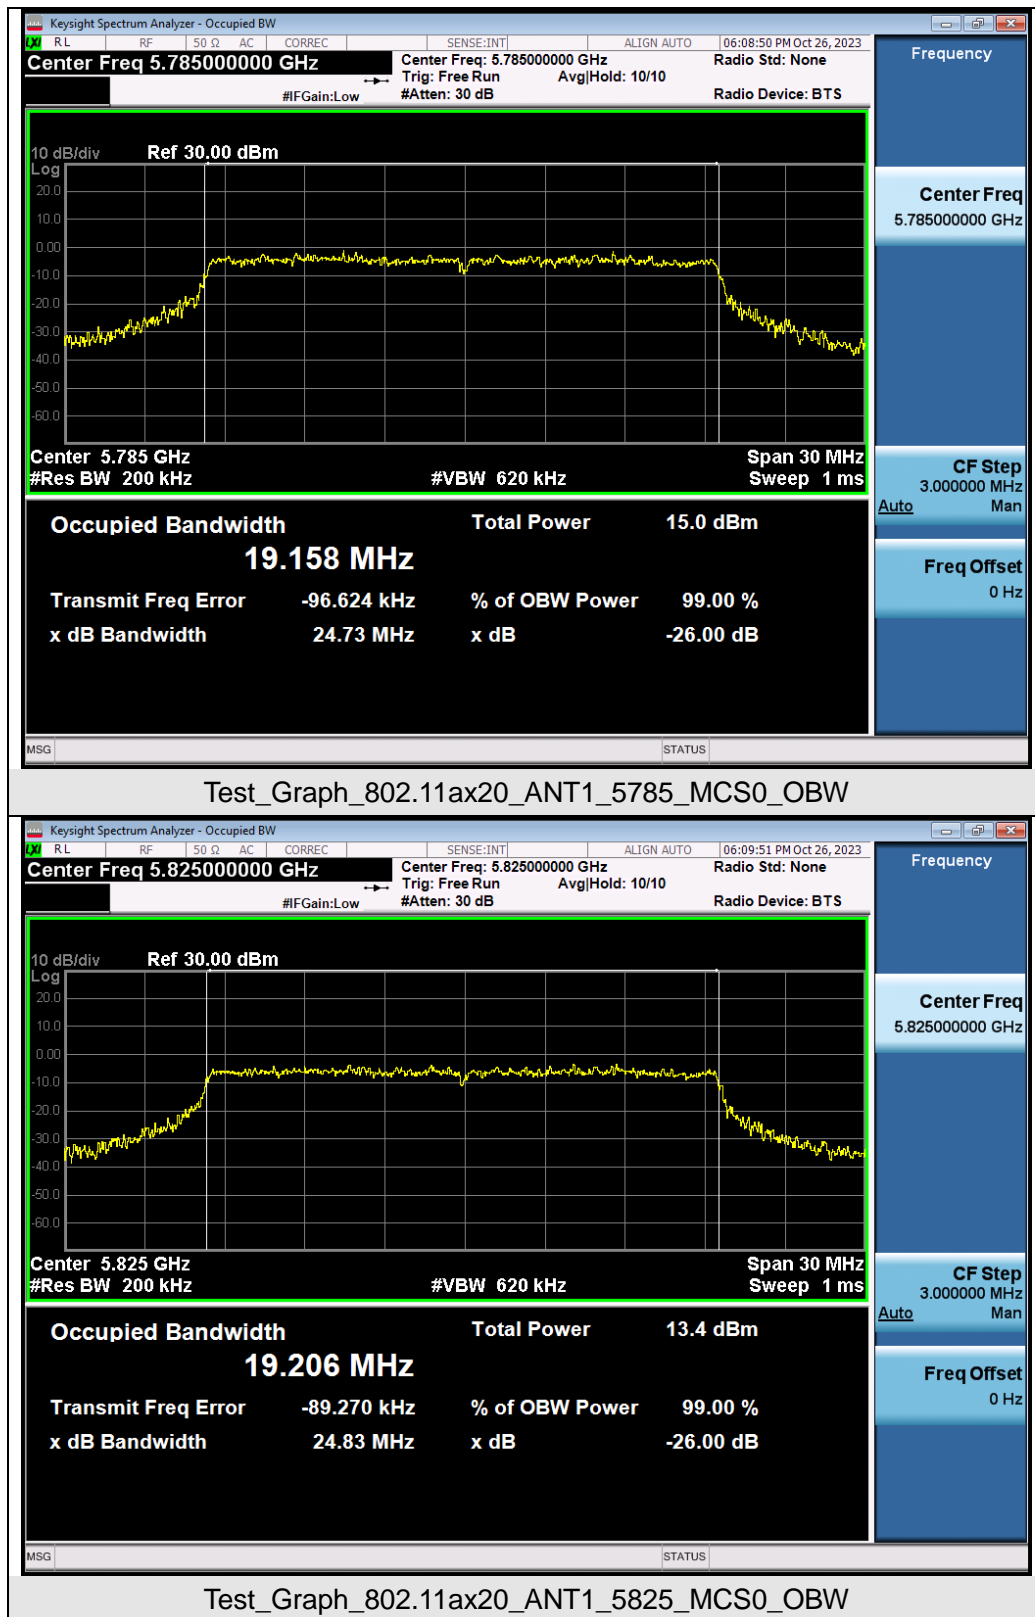 Keysight Spectrum Analyzer - Occupied BW
LXI RL RF 50 Ω AC CORREC SENSE:INT ALIGN AUTO 06:08:50 PM Oct 26, 2023
Center Freq 5.785000000 GHz
Center Freq: 5.785000000 GHz
Radio Std: None
Trig: Free Run Avg|Hold: 10/10
#IFGain:Low #Atten: 30 dB Radio Device: BTS
Frequency
10 dB/div Ref 30.00 dBm
Log
20.0
10.0
0.00
-10.0
-20.0
-30.0
-40.0
-50.0
-60.0
Center Freq
5.785000000 GHz
Center 5.785 GHz Span 30 MHz
#Res BW 200 kHz #VBW 620 kHz Sweep 1 ms
CF Step
3.000000 MHz
Auto Man
Occupied Bandwidth Total Power 15.0 dBm
19.158 MHz
Freq Offset
0 Hz
Transmit Freq Error -96.624 kHz % of OBW Power 99.00 %
x dB Bandwidth 24.73 MHz x dB -26.00 dB
MSG STATUS
Test_Graph_802.11ax20_ANT1_5785_MCS0_OBW
Keysight Spectrum Analyzer - Occupied BW
LXI RL RF 50 Ω AC CORREC SENSE:INT ALIGN AUTO 06:09:51 PM Oct 26, 2023
Center Freq 5.825000000 GHz
Center Freq: 5.825000000 GHz
Radio Std: None
Trig: Free Run Avg|Hold: 10/10
#IFGain:Low #Atten: 30 dB Radio Device: BTS
Frequency
10 dB/div Ref 30.00 dBm
Log
20.0
10.0
0.00
-10.0
-20.0
-30.0
-40.0
-50.0
-60.0
Center Freq
5.825000000 GHz
Center 5.825 GHz Span 30 MHz
#Res BW 200 kHz #VBW 620 kHz Sweep 1 ms
CF Step
3.000000 MHz
Auto Man
Occupied Bandwidth Total Power 13.4 dBm
19.206 MHz
Freq Offset
0 Hz
Transmit Freq Error -89.270 kHz % of OBW Power 99.00 %
x dB Bandwidth 24.83 MHz x dB -26.00 dB
MSG STATUS
Test_Graph_802.11ax20_ANT1_5825_MCS0_OBW